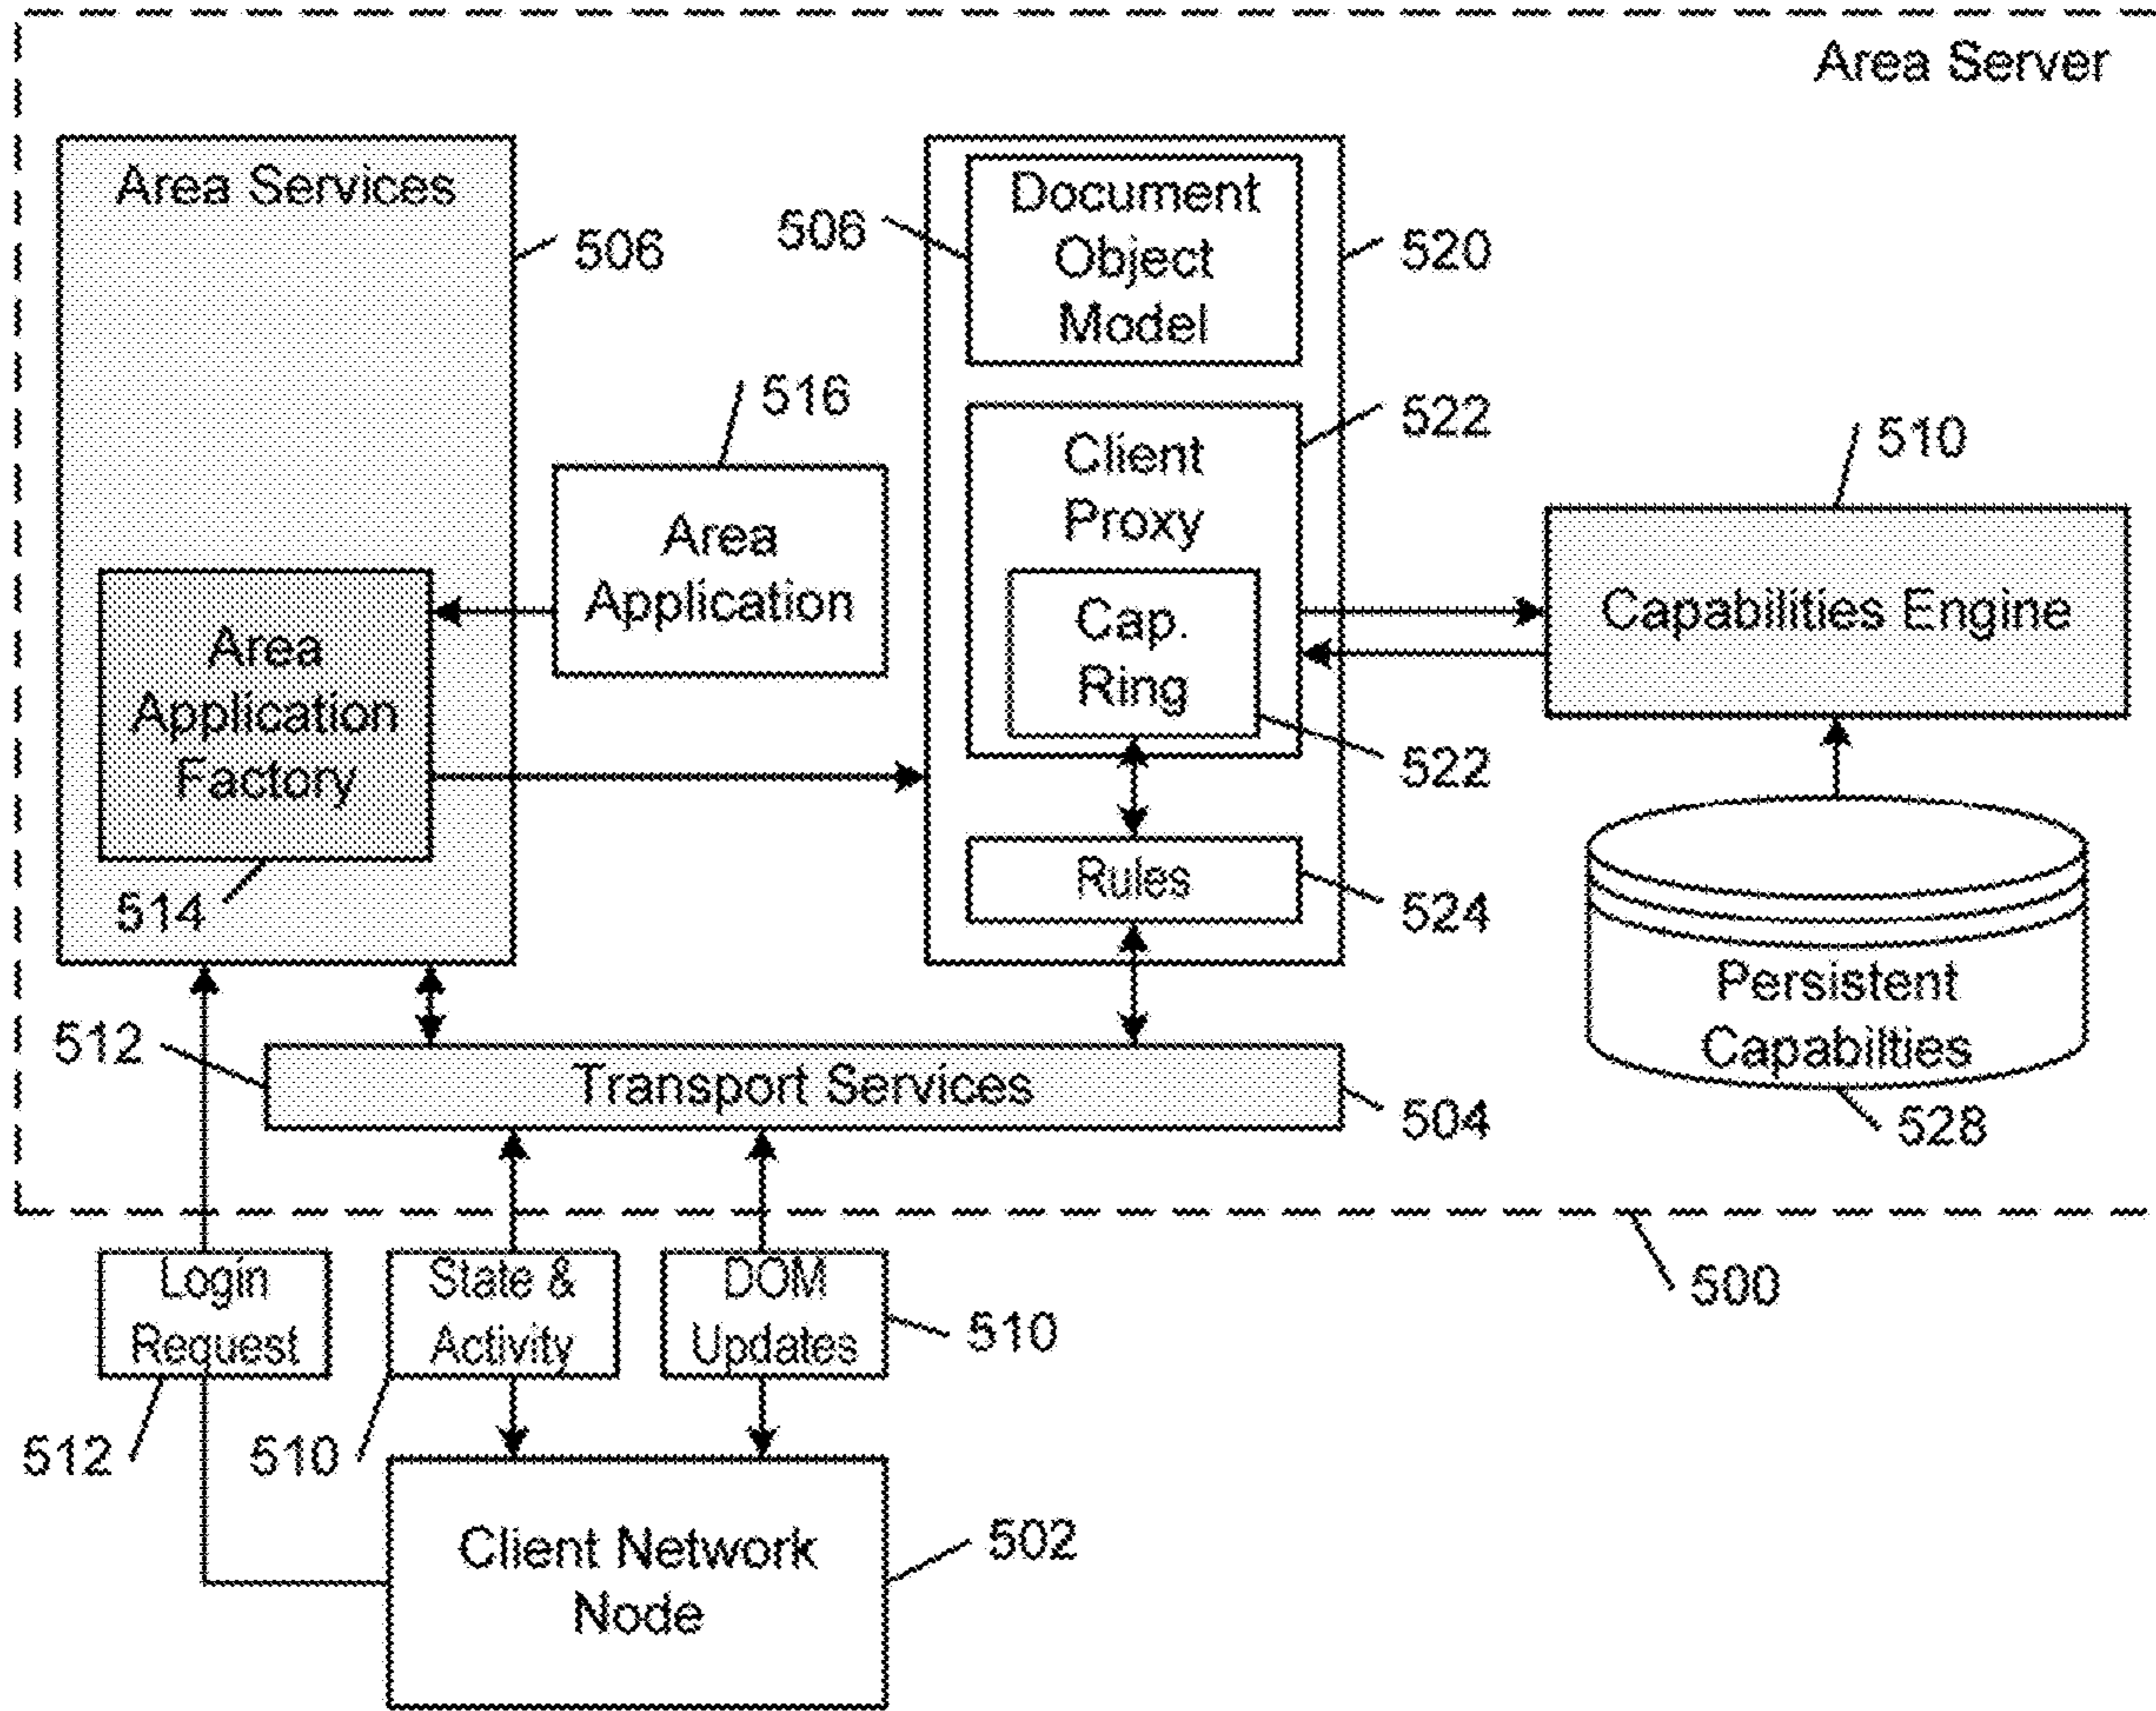 Area Server
Area Services
506
506
Document
Object
Model
520
516
Area
Application
Client
Proxy
522
510
Cap.
Ring
522
Capabilities Engine
Area
Application
Factory
514
Rules
524
Persistent
Capabilties
528
512
Transport Services
504
500
Login
Request
State &
Activity
DOM
Updates
510
512
510
Client Network
Node
502